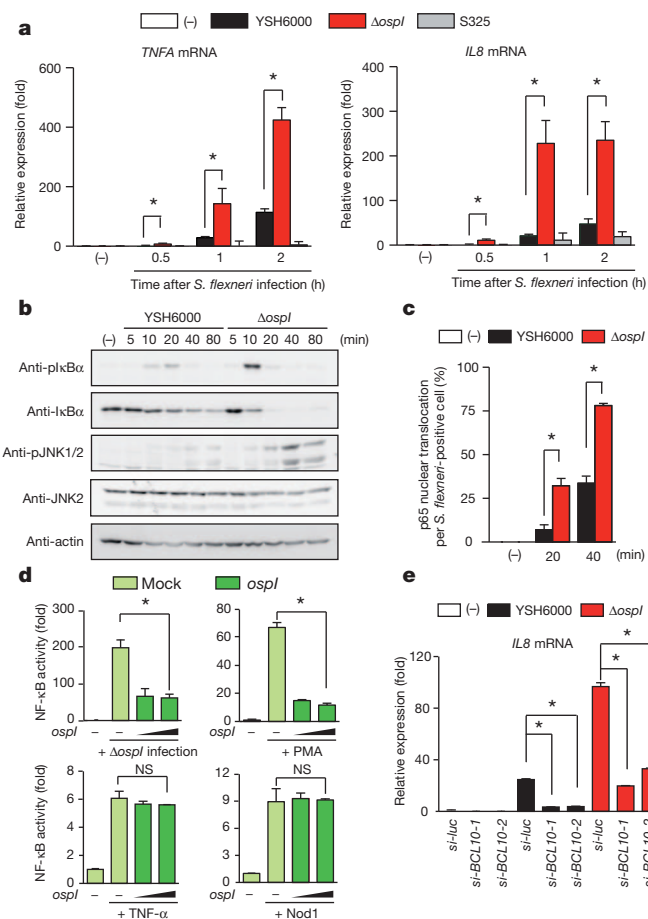 a
(–) YSH6000 ΔospI S325
TNFA mRNA
Relative expression (fold)
600
400
200
0
*
*
*
(–) 0.5 1 2
Time after S. flexneri infection (h)
IL8 mRNA
Relative expression (fold)
400
300
200
100
0
*
*
*
(–) 0.5 1 2
Time after S. flexneri infection (h)
b
YSH6000 ΔospI
(–) 5 10 20 40 80 5 10 20 40 80 (min)
Anti-pIκBα
Anti-IκBα
Anti-pJNK1/2
Anti-JNK2
Anti-actin
c
(–) YSH6000 ΔospI
p65 nuclear translocation
per S. flexneri-positive cell (%)
100
75
50
25
0
*
*
(–) 20 40 (min)
d
Mock ospI
NF-κB activity (fold)
300
200
100
0
*
ospI – –
+ ΔospI infection
80
60
40
20
0
*
– –
+ PMA
NF-κB activity (fold)
8
6
4
2
0
NS
ospI – –
+ TNF-α
12
9
6
3
0
NS
– –
+ Nod1
e
(–) YSH6000 ΔospI
IL8 mRNA
Relative expression (fold)
120
80
40
0
*
*
*
*
si-luc
si-BCL10-1
si-BCL10-2
si-luc
si-BCL10-1
si-BCL10-2
si-luc
si-BCL10-1
si-BCL10-2